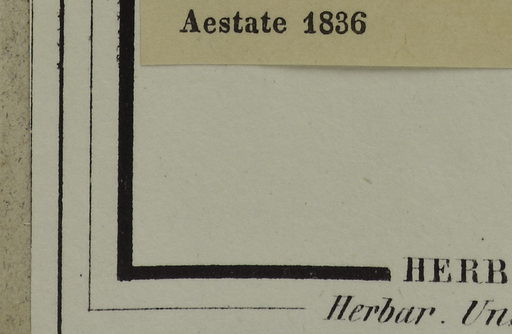 Aestate 1836
HERB
Herbar. Un